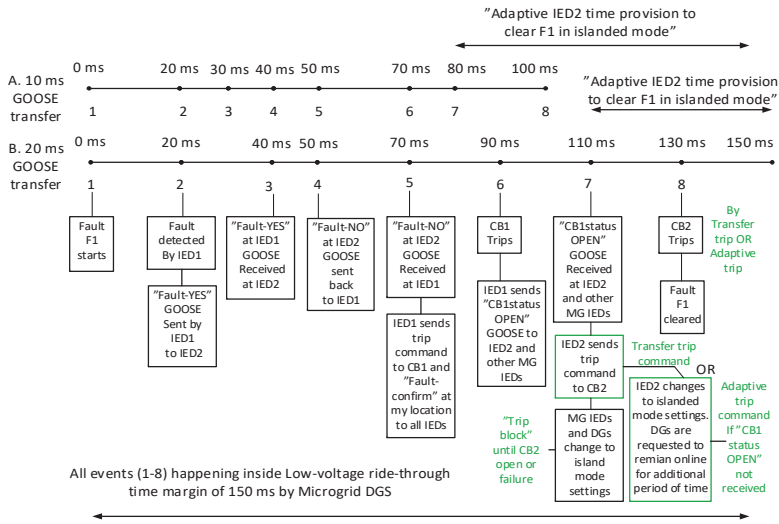 "Adaptive IED2 time provision to
clear F1 in islanded mode"
0 ms 20 ms 30 ms 40 ms 50 ms 70 ms 80 ms 100 ms
A. 10 ms
GOOSE
transfer
1 2 3 4 5 6 7 8
"Adaptive IED2 time provision
to clear F1 in islanded mode"
0 ms 20 ms 40 ms 50 ms 70 ms 90 ms 110 ms 130 ms 150 ms
B. 20 ms
GOOSE
transfer
1 2 3 4 5 6 7 8
Fault
F1
starts
Fault
detected
By IED1
"Fault-YES"
GOOSE
Sent by
IED1
to IED2
"Fault-YES"
at IED1
GOOSE
Received
at IED2
"Fault-NO"
at IED2
GOOSE
sent
back
to IED1
"Fault-NO"
at IED2
GOOSE
Received
at IED1
IED1 sends
trip
command
to CB1 and
"Fault-
confirm" at
my location
to all IEDs
CB1
Trips
IED1 sends
"CB1status
OPEN"
GOOSE to
IED2 and
other MG
IEDs
"CB1status
OPEN"
GOOSE
Received at
IED2 and
other MG
IEDs
IED2 sends
trip
command
to CB2
MG IEDs
and DGs
change to
island
mode
settings
"Trip
block"
until CB2
open or
failure
CB2
Trips
Fault
F1
cleared
By
Transfer
trip OR
Adaptive
trip
Transfer trip
command
OR
IED2 changes
to islanded
mode settings.
DGs are
requested to
remian online
for additional
period of time
Adaptive
trip
command
If "CB1
status
OPEN"
not
received
All events (1-8) happening inside Low-voltage ride-through
time margin of 150 ms by Microgrid DGS